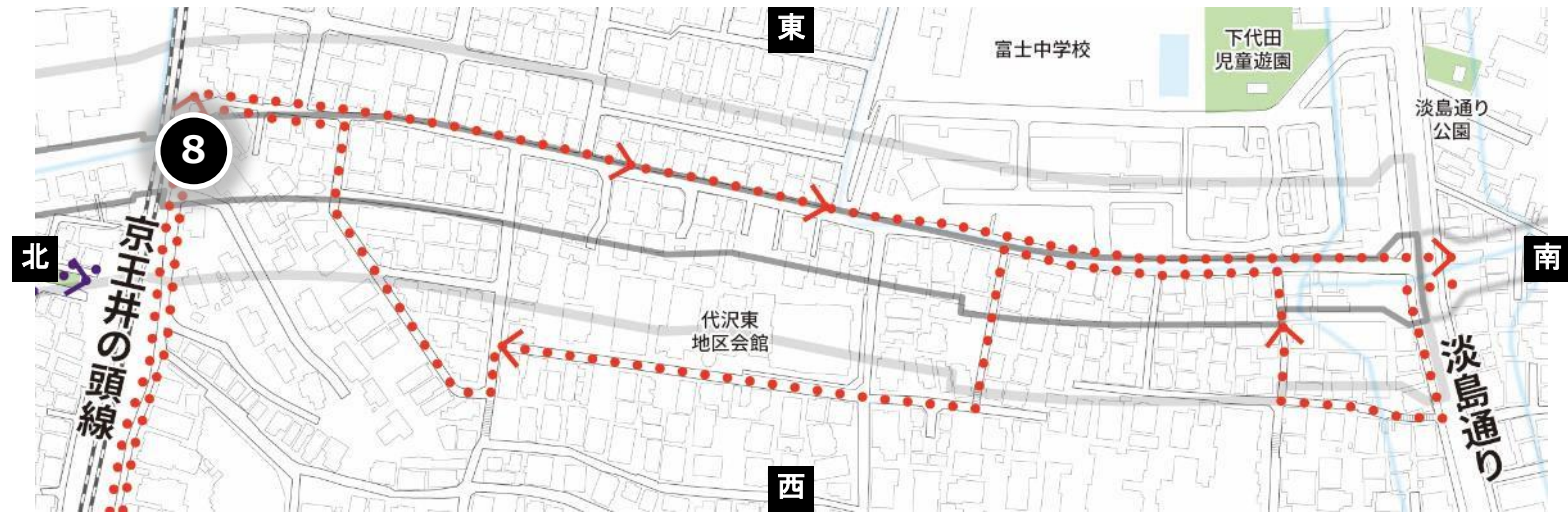 東
富士中学校
下代田
児童遊園
淡島通り
公園
8
北
南
京王井の頭線
代沢東
地区会館
淡島通り
西